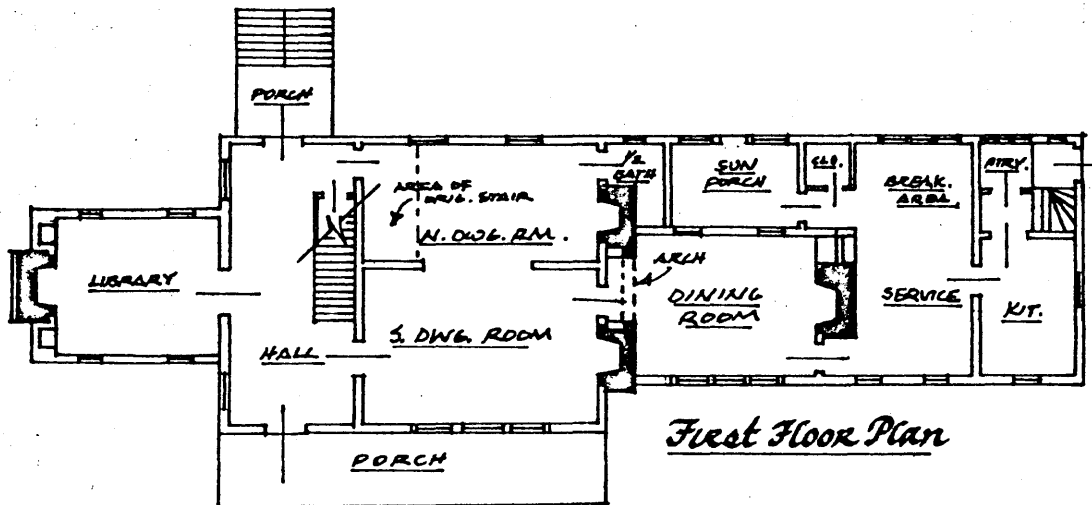 PORCH
1/2
BATH
SUN
PORCH
CLO.
BREAK.
AREA
PTRY.
AREA OF
ORIG. STAIR
N. DWG. RM.
ARCH
LIBRARY
DINING
ROOM
SERVICE
KIT.
HALL
S. DWG. ROOM
First Floor Plan
PORCH